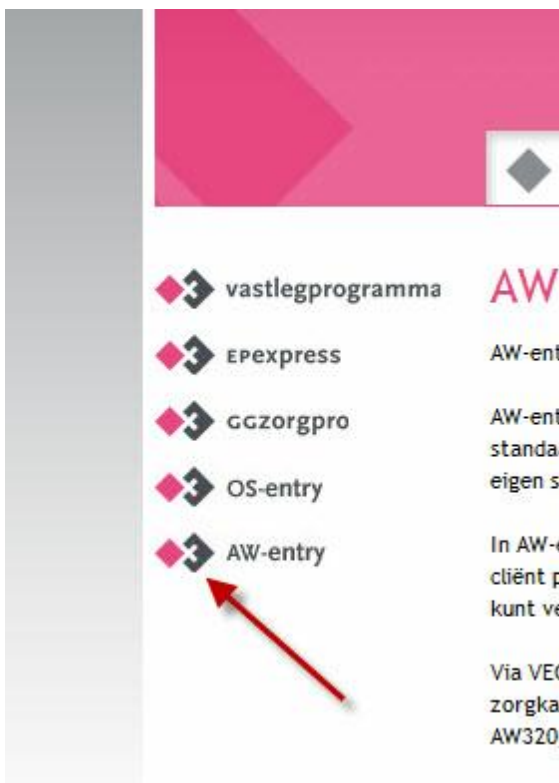 vastlegprogramma
EPexpress
GGzorgpro
OS-entry
AW-entry
AW
AW-ent
AW-ent
standa
eigen s
In AW-
cliënt p
kunt ve
Via VE
zorgka
AW320